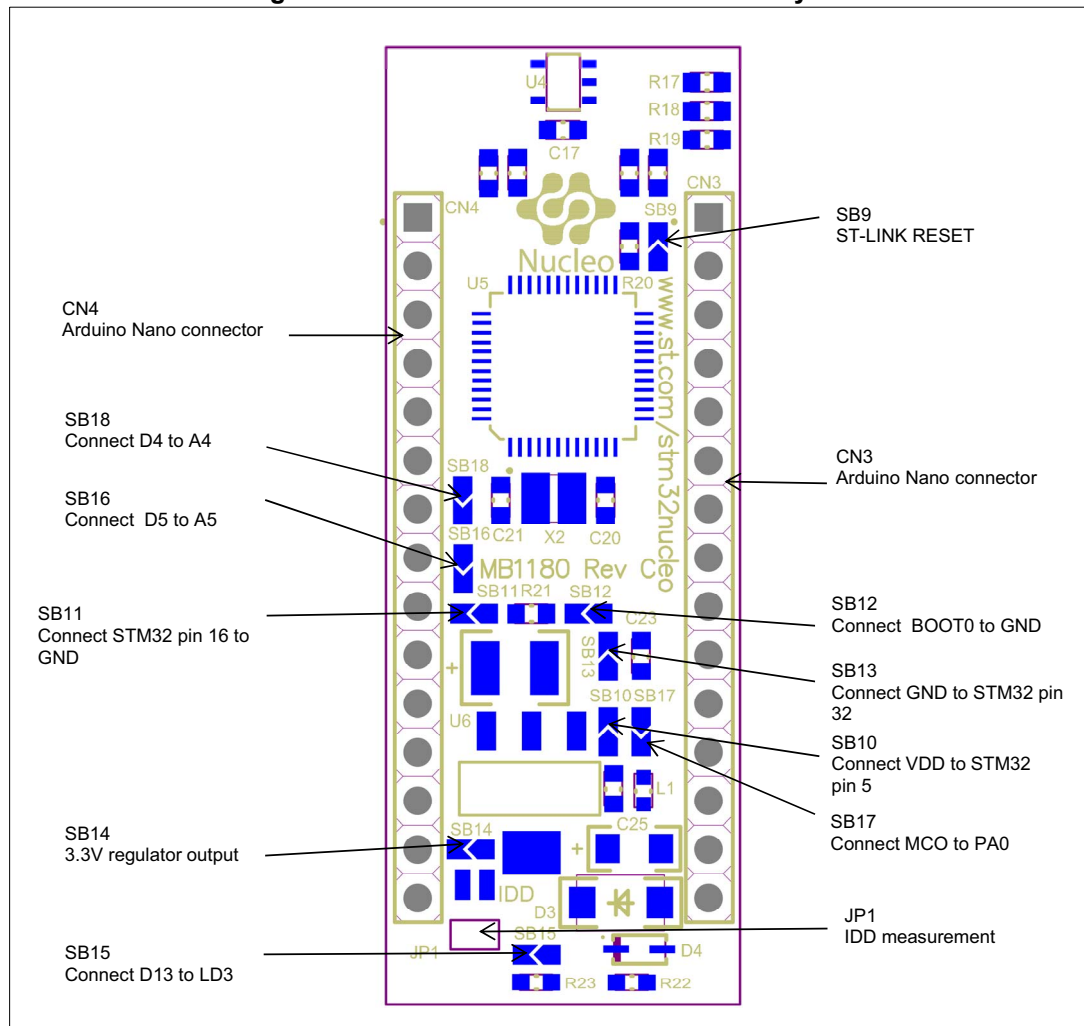 U4
R17
R18
R19
C17
CN3
CN4
SB9
SB9
ST-LINK RESET
Nucleo
U5
R20
www.st.com/stm32nucleo
CN4
Arduino Nano connector
SB18
Connect D4 to A4
SB16
Connect  D5 to A5
CN3
Arduino Nano connector
SB18
SB16
C21
X2
C20
MB1180 Rev C
SB11
R21
SB12
C23
SB11
Connect STM32 pin 16 to
GND
SB12
Connect  BOOT0 to GND
SB13
+
SB13
Connect GND to STM32 pin
32
SB10
SB17
U6
SB10
Connect VDD to STM32
pin 5
L1
SB17
Connect MCO to PA0
SB14
3.3V regulator output
SB14
C25
+
IDD
D3
JP1
IDD measurement
JP1
SB15
D4
SB15
Connect D13 to LD3
R23
R22